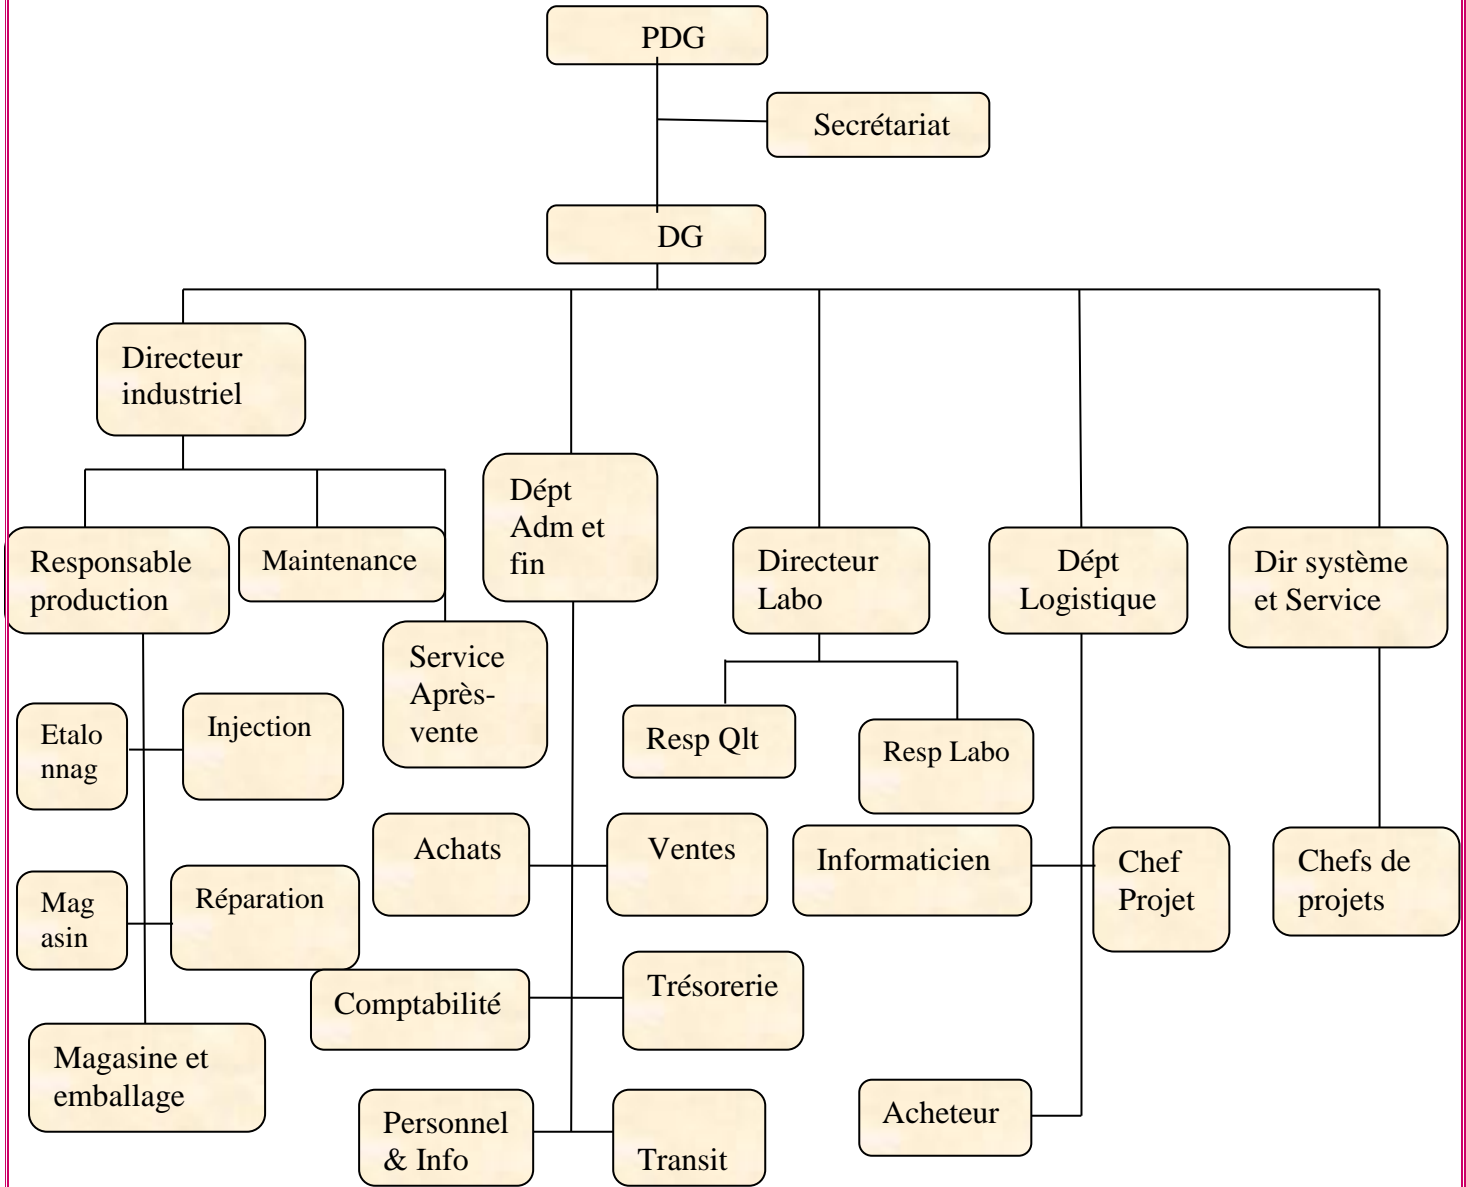 PDG
Secrétariat
DG
Directeur
industriel
Dépt
Adm et
fin
Responsable
production
Maintenance
Directeur
Labo
Dépt
Logistique
Dir système
et Service
Service
Après-
vente
Etalo
nnag
Injection
Resp Qlt
Resp Labo
Achats
Ventes
Informaticien
Chef
Projet
Chefs de
projets
Mag
asin
Réparation
Comptabilité
Trésorerie
Magasine et
emballage
Personnel
& Info
Transit
Acheteur